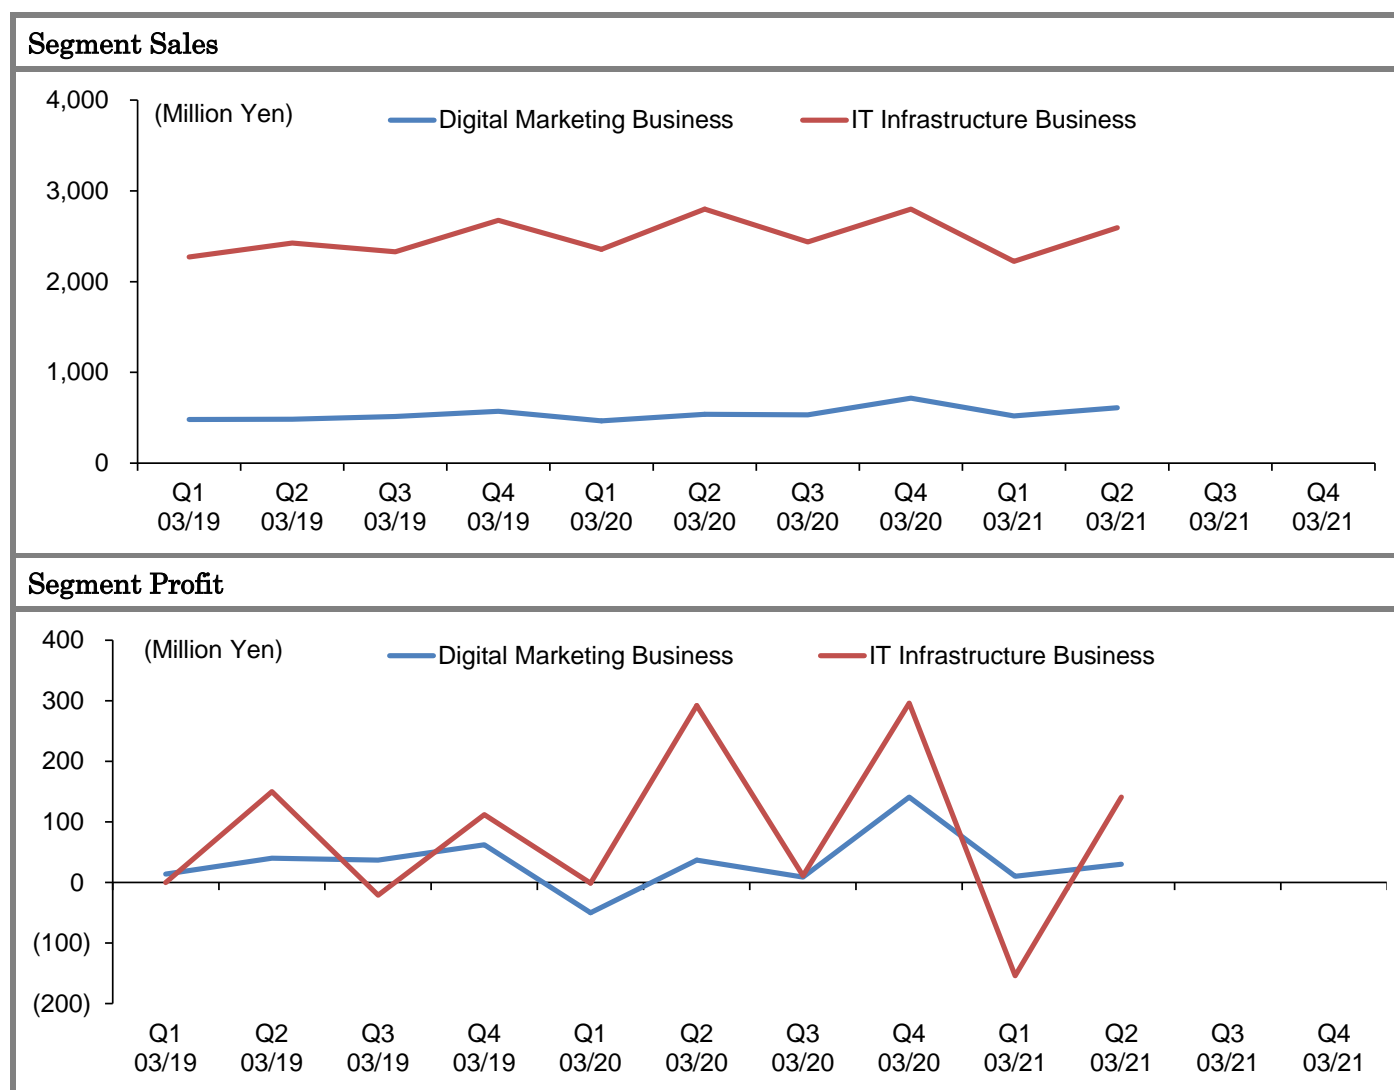 Segment Sales
(Million Yen) Digital Marketing Business IT Infrastructure Business
4,000
3,000
2,000
1,000
0
Q1 Q2 Q3 Q4 Q1 Q2 Q3 Q4 Q1 Q2 Q3 Q4
03/19 03/19 03/19 03/19 03/20 03/20 03/20 03/20 03/21 03/21 03/21 03/21
Segment Profit
(Million Yen) Digital Marketing Business IT Infrastructure Business
400
300
200
100
0
(100)
(200)
Q1 Q2 Q3 Q4 Q1 Q2 Q3 Q4 Q1 Q2 Q3 Q4
03/19 03/19 03/19 03/19 03/20 03/20 03/20 03/20 03/21 03/21 03/21 03/21